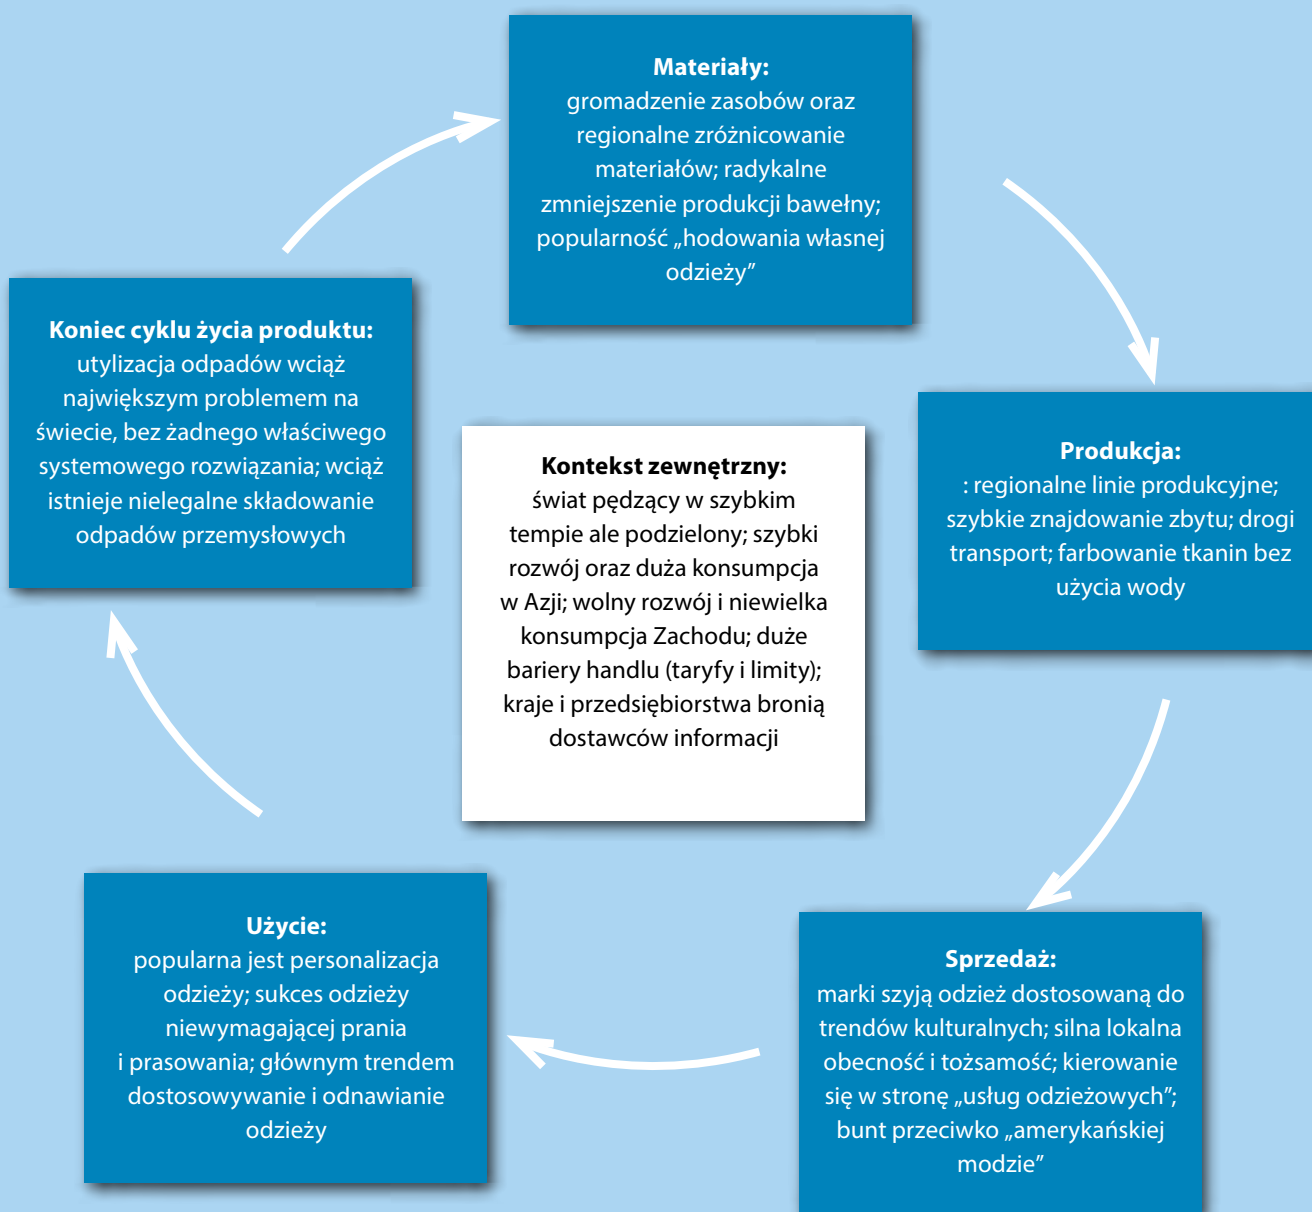 Materiały:
gromadzenie zasobów oraz
regionalne zróżnicowanie
materiałów; radykalne
zmniejszenie produkcji bawełny;
popularność „hodowania własnej
odzieży”
Produkcja:
: regionalne linie produkcyjne;
szybkie znajdowanie zbytu; drogi
transport; farbowanie tkanin bez
użycia wody
Sprzedaż:
marki szyją odzież dostosowaną do
trendów kulturalnych; silna lokalna
obecność i tożsamość; kierowanie
się w stronę „usług odzieżowych”;
bunt przeciwko „amerykańskiej
modzie”
Użycie:
popularna jest personalizacja
odzieży; sukces odzieży
niewymagającej prania
i prasowania; głównym trendem
dostosowywanie i odnawianie
odzieży
Koniec cyklu życia produktu:
utylizacja odpadów wciąż
największym problemem na
świecie, bez żadnego właściwego
systemowego rozwiązania; wciąż
istnieje nielegalne składowanie
odpadów przemysłowych
Kontekst zewnętrzny:
świat pędzący w szybkim
tempie ale podzielony; szybki
rozwój oraz duża konsumpcja
w Azji; wolny rozwój i niewielka
konsumpcja Zachodu; duże
bariery handlu (taryfy i limity);
kraje i przedsiębiorstwa bronią
dostawców informacji